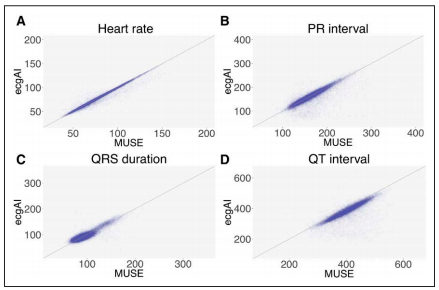 A
Heart rate
200
150
100
50
ecgAI
50
100
150
200
MUSE
B
PR interval
400
300
200
100
ecgAI
100
200
300
400
MUSE
C
QRS duration
300
200
100
ecgAI
100
200
300
MUSE
D
QT interval
600
400
200
ecgAI
200
400
600
MUSE